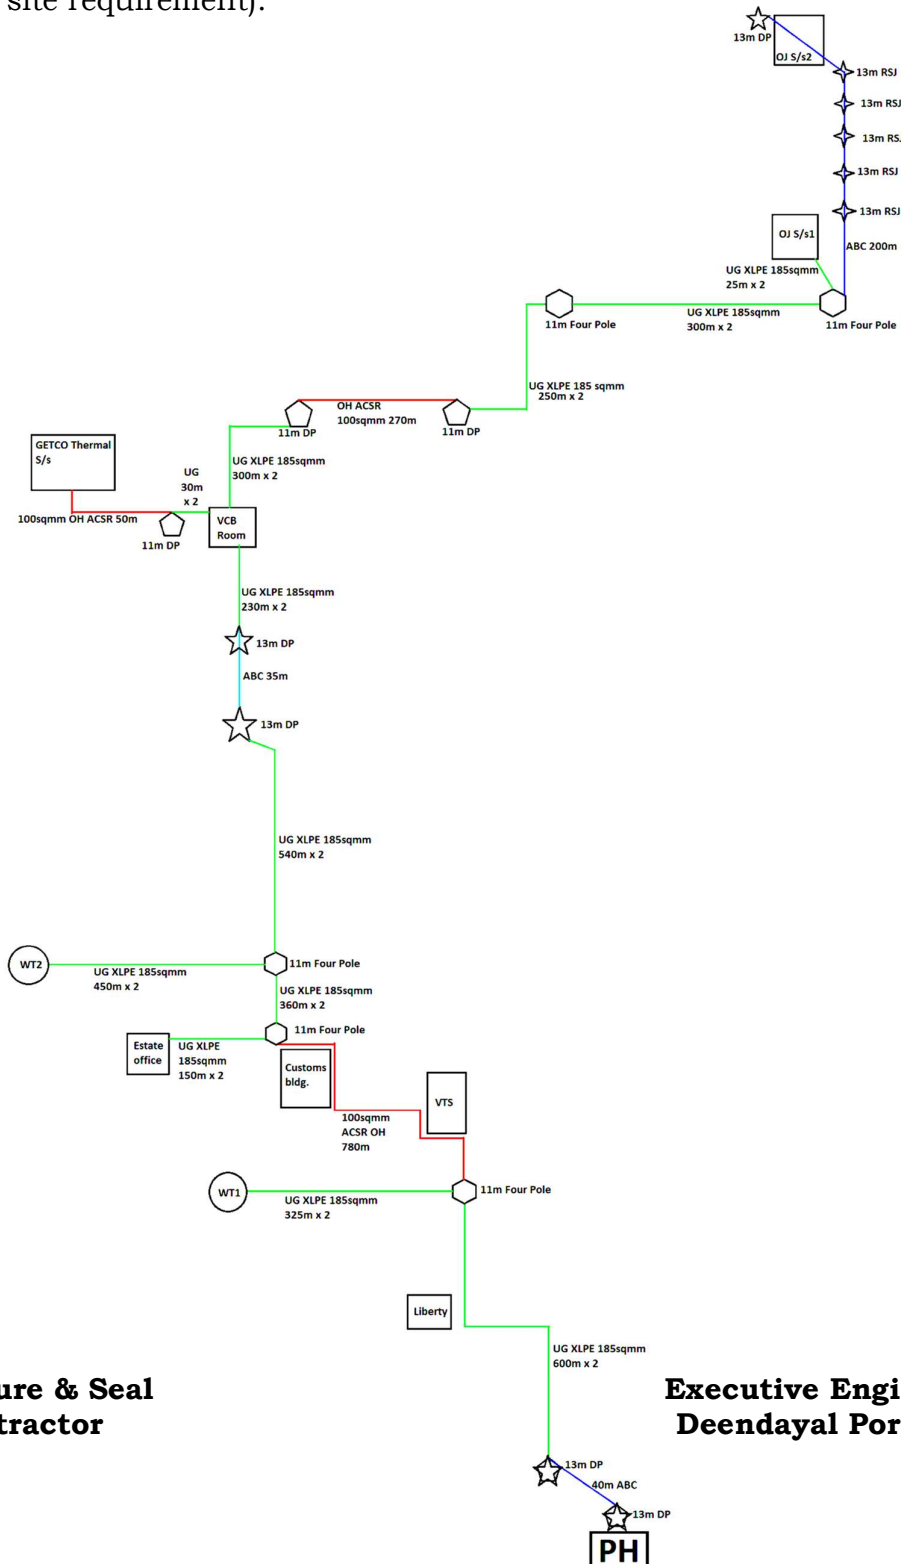 site requirement).
13m DP
OJ S/s2
13m RSJ
13m RSJ
13m RS
13m RSJ
13m RSJ
OJ S/s1
ABC 200m
UG XLPE 185sqmm
25m x 2
11m Four Pole
UG XLPE 185sqmm
300m x 2
11m Four Pole
UG XLPE 185 sqmm
250m x 2
OH ACSR
100sqmm 270m
11m DP
11m DP
GETCO Thermal
S/s
UG XLPE 185sqmm
300m x 2
UG
30m
x 2
100sqmm OH ACSR 50m
VCB
Room
11m DP
UG XLPE 185sqmm
230m x 2
13m DP
ABC 35m
13m DP
UG XLPE 185sqmm
540m x 2
WT2
11m Four Pole
UG XLPE 185sqmm
450m x 2
UG XLPE 185sqmm
360m x 2
11m Four Pole
Estate
office
UG XLPE
185sqmm
150m x 2
Customs
bldg.
VTS
100sqmm
ACSR OH
780m
WT1
11m Four Pole
UG XLPE 185sqmm
325m x 2
Liberty
UG XLPE 185sqmm
600m x 2
ure & Seal
Executive Engi
tractor
Deendayal Por
13m DP
40m ABC
13m DP
PH